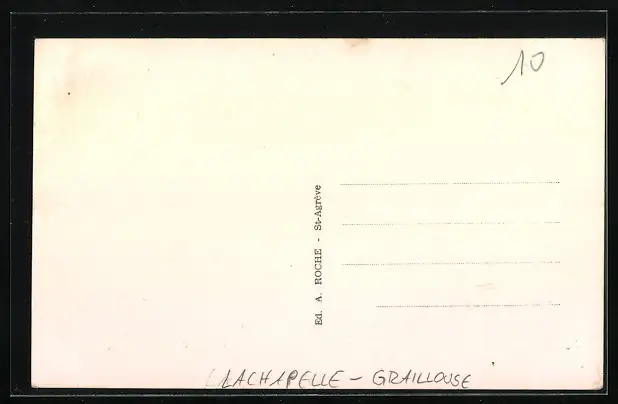 10
Ed. A. ROCHE - St-Agrève
LACHAPELLE - GRAILLOUSE